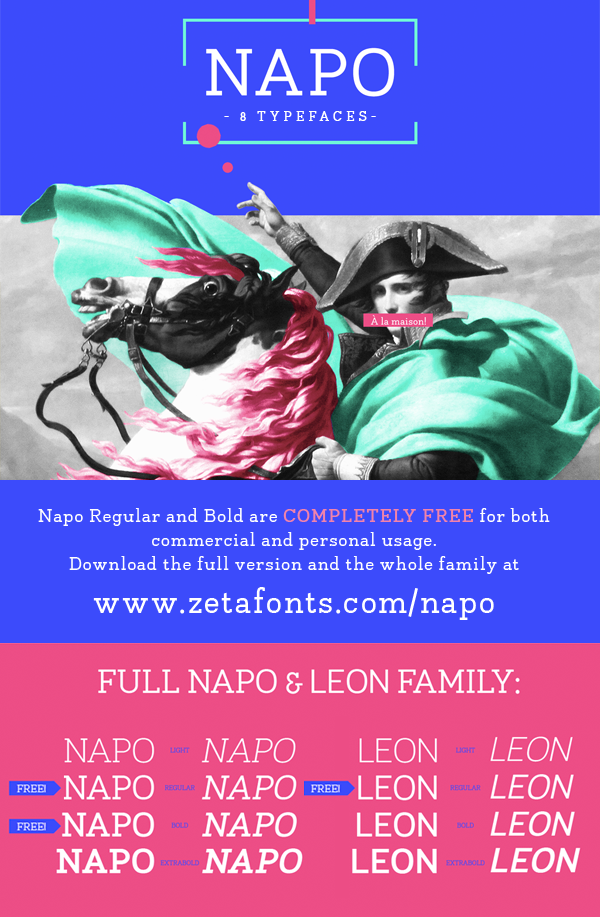 NAPO
- 8 TYPEFACES-
À la maison!
Napo Regular and Bold are COMPLETELY FREE for both
commercial and personal usage.
Download the full version and the whole family at
www.zetafonts.com/napo
FULL NAPO & LEON FAMILY:
NAPO LIGHT NAPO LEON LIGHT LEON
FREE! NAPO REGULAR NAPO FREE! LEON REGULAR LEON
FREE! NAPO BOLD NAPO LEON BOLD LEON
NAPO EXTRABOLD NAPO LEON EXTRABOLD LEON